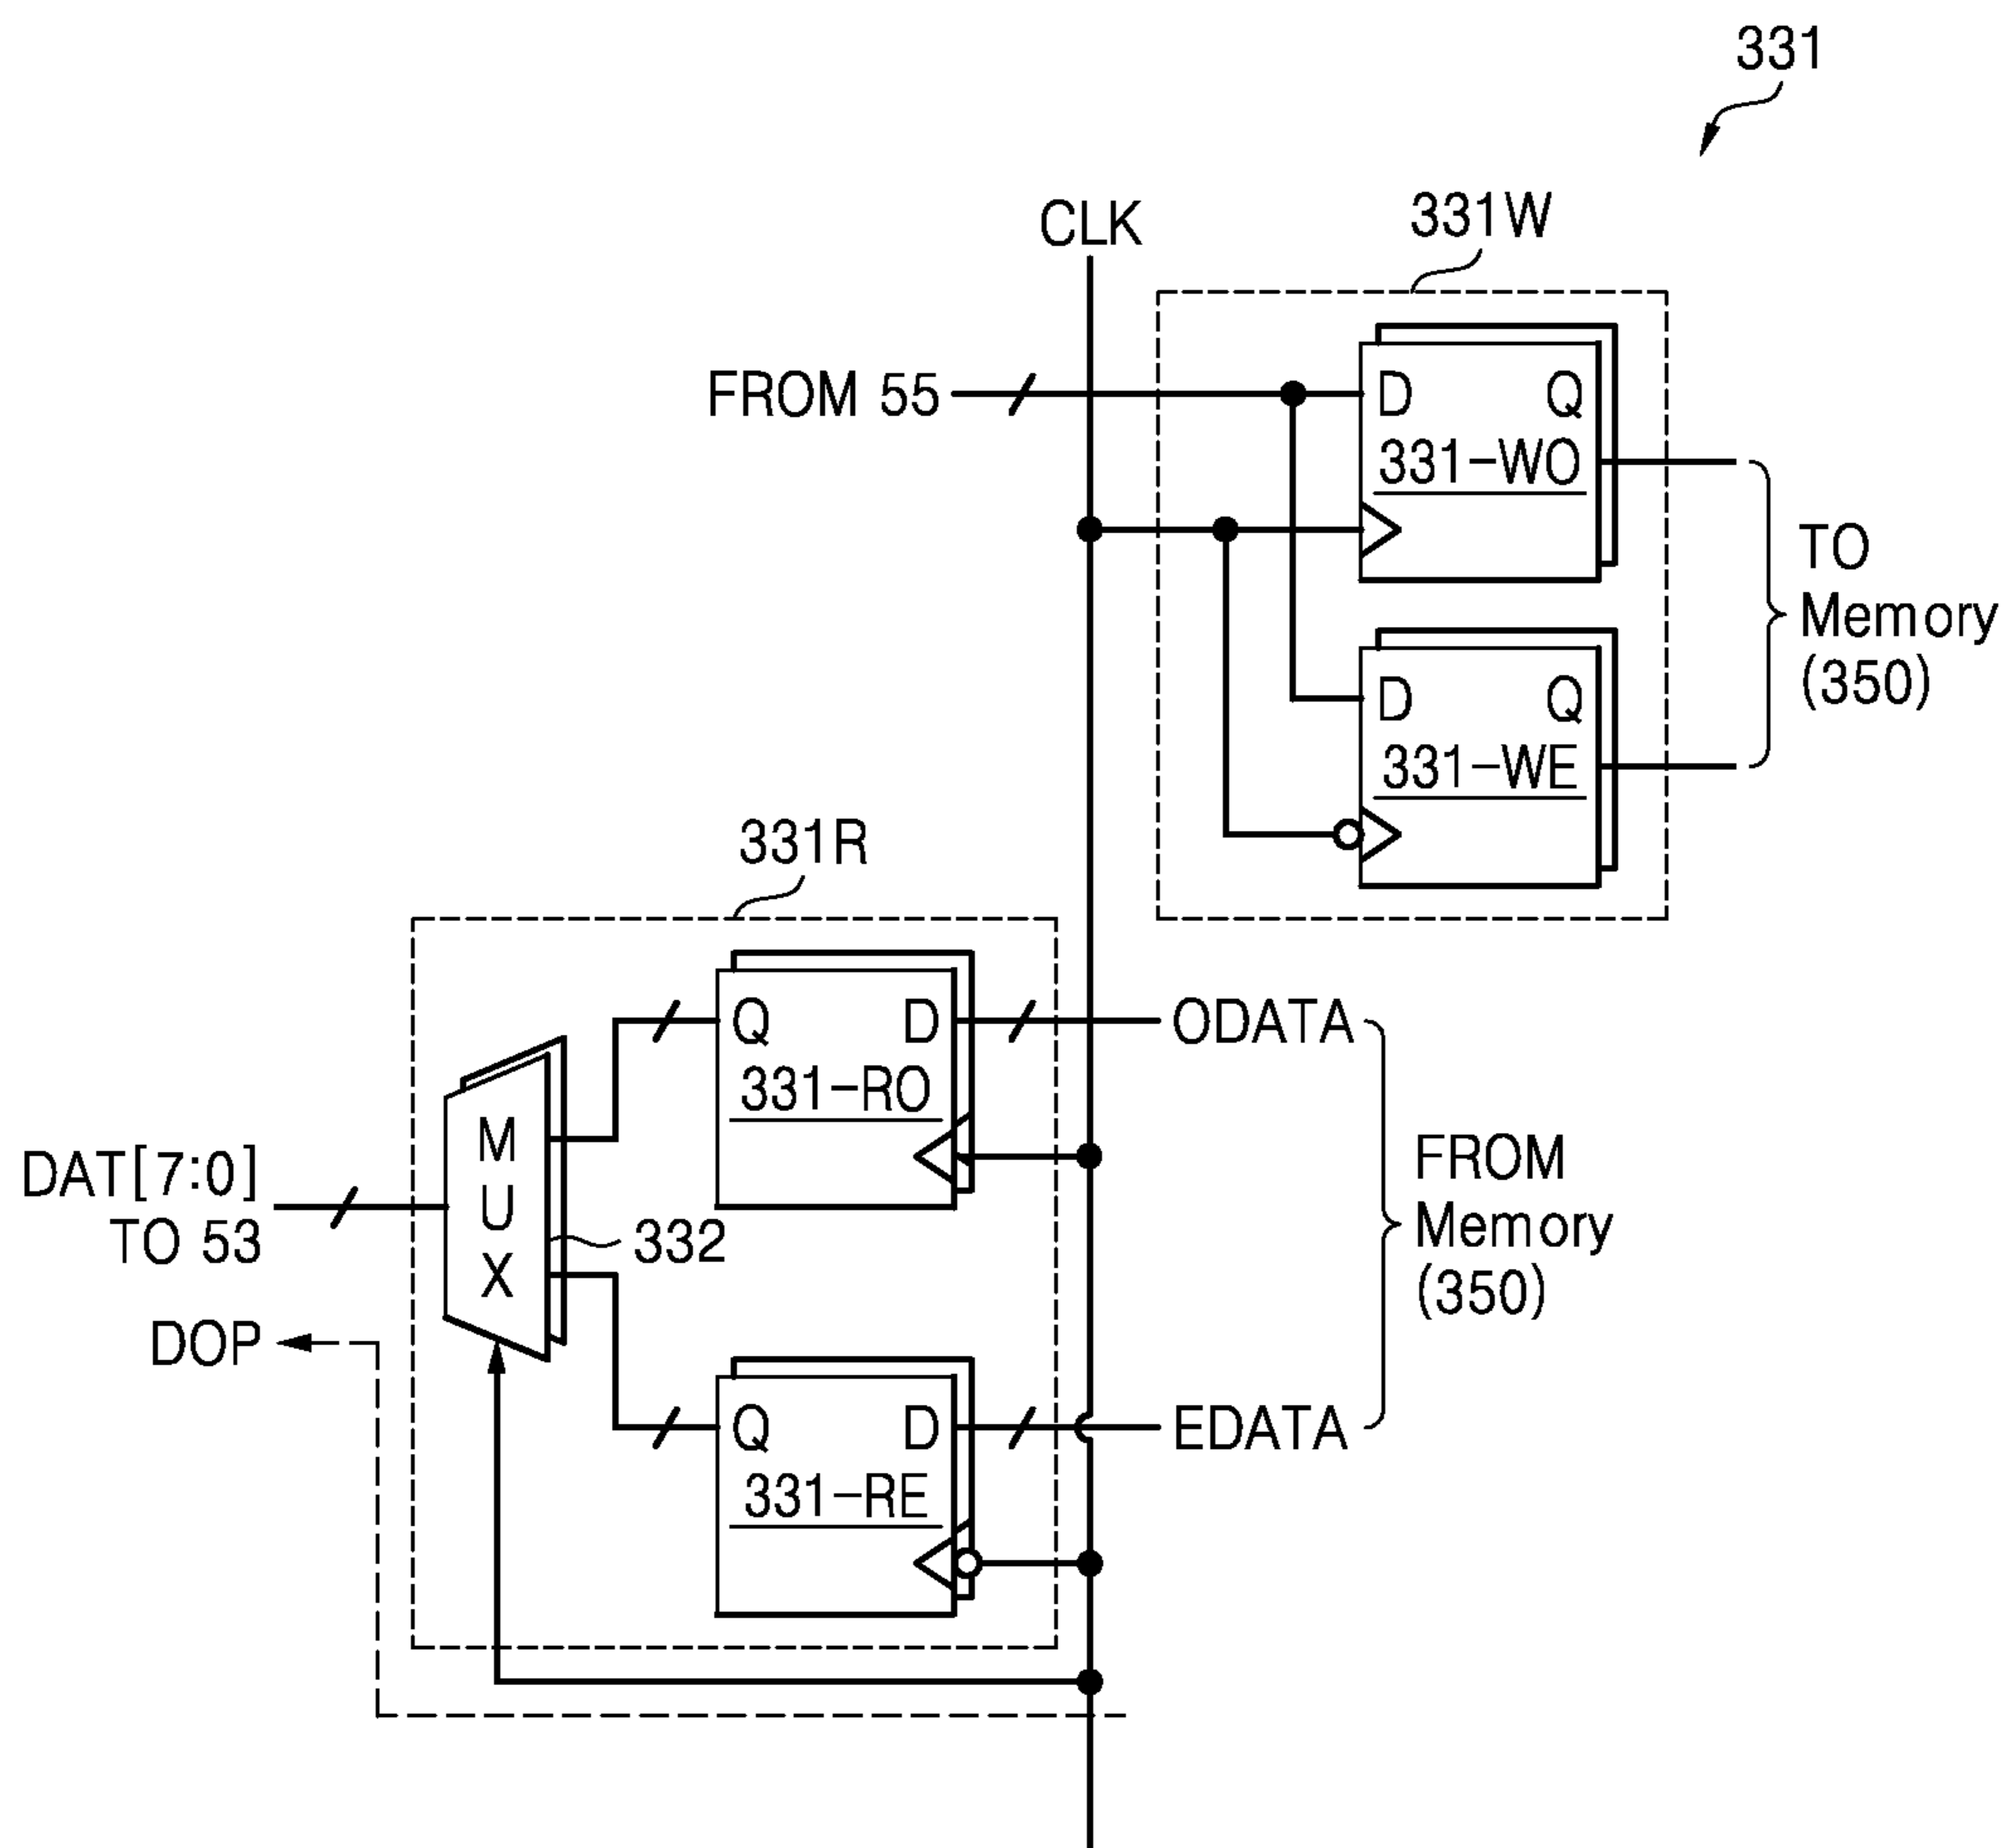 331
331W
CLK
FROM 55
D Q
331-WO
TO
Memory
(350)
D Q
331-WE
331R
Q D
331-RO
ODATA
M
U
X
332
DAT[7:0]
TO 53
FROM
Memory
(350)
DOP
Q D
331-RE
EDATA